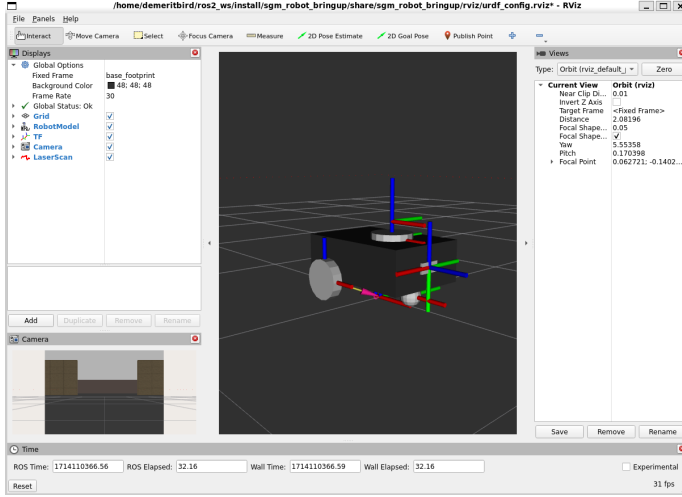 /home/demeritbird/ros2_ws/install/sgm_robot_bringup/share/sgm_robot_bringup/rviz/urdf_config.rviz* - RViz
File Panels Help
Interact Move Camera Select Focus Camera Measure 2D Pose Estimate 2D Goal Pose Publish Point
Displays
Global Options
Fixed Frame base_footprint
Background Color 48; 48; 48
Frame Rate 30
Global Status: Ok
Grid
RobotModel
TF
Camera
LaserScan
Add Duplicate Remove Rename
Camera
Views
Type: Orbit (rviz_default_ Zero
Current View Orbit (rviz)
Near Clip Di... 0.01
Invert Z Axis
Target Frame <Fixed Frame>
Distance 2.08196
Focal Shape... 0.05
Focal Shape...
Yaw 5.55358
Pitch 0.170398
Focal Point 0.062721; -0.1402...
Save Remove Rename
Time
ROS Time: 1714110366.56 ROS Elapsed: 32.16 Wall Time: 1714110366.59 Wall Elapsed: 32.16 Experimental
Reset 31 fps